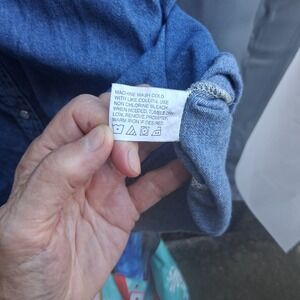 MACHINE WASH COLD
WITH LIKE COLORS. USE
NON CHLORINE BLEACH
WHEN NEEDED. TUMBLE DRY
LOW, REMOVE PROMPTLY.
WARM IRON IF DESIRED.